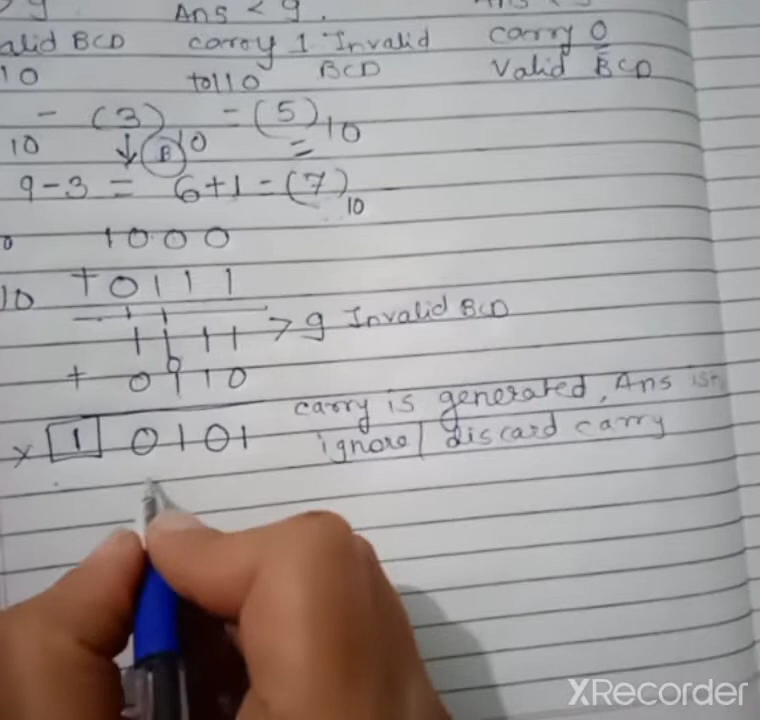 Ans < 9.
alid BCD carry 1 Invalid carry 0
10 to110 BCD Valid BCD
- (3) = (5)10
10 ↓ B 10 =
9-3 = 6+1 = (7)10
0 1000
10 +0111
1111 > 9 Invalid BCD
+ 0110
carry is generated, Ans is
× 1 0101 ignore/ discard carry
XRecorder